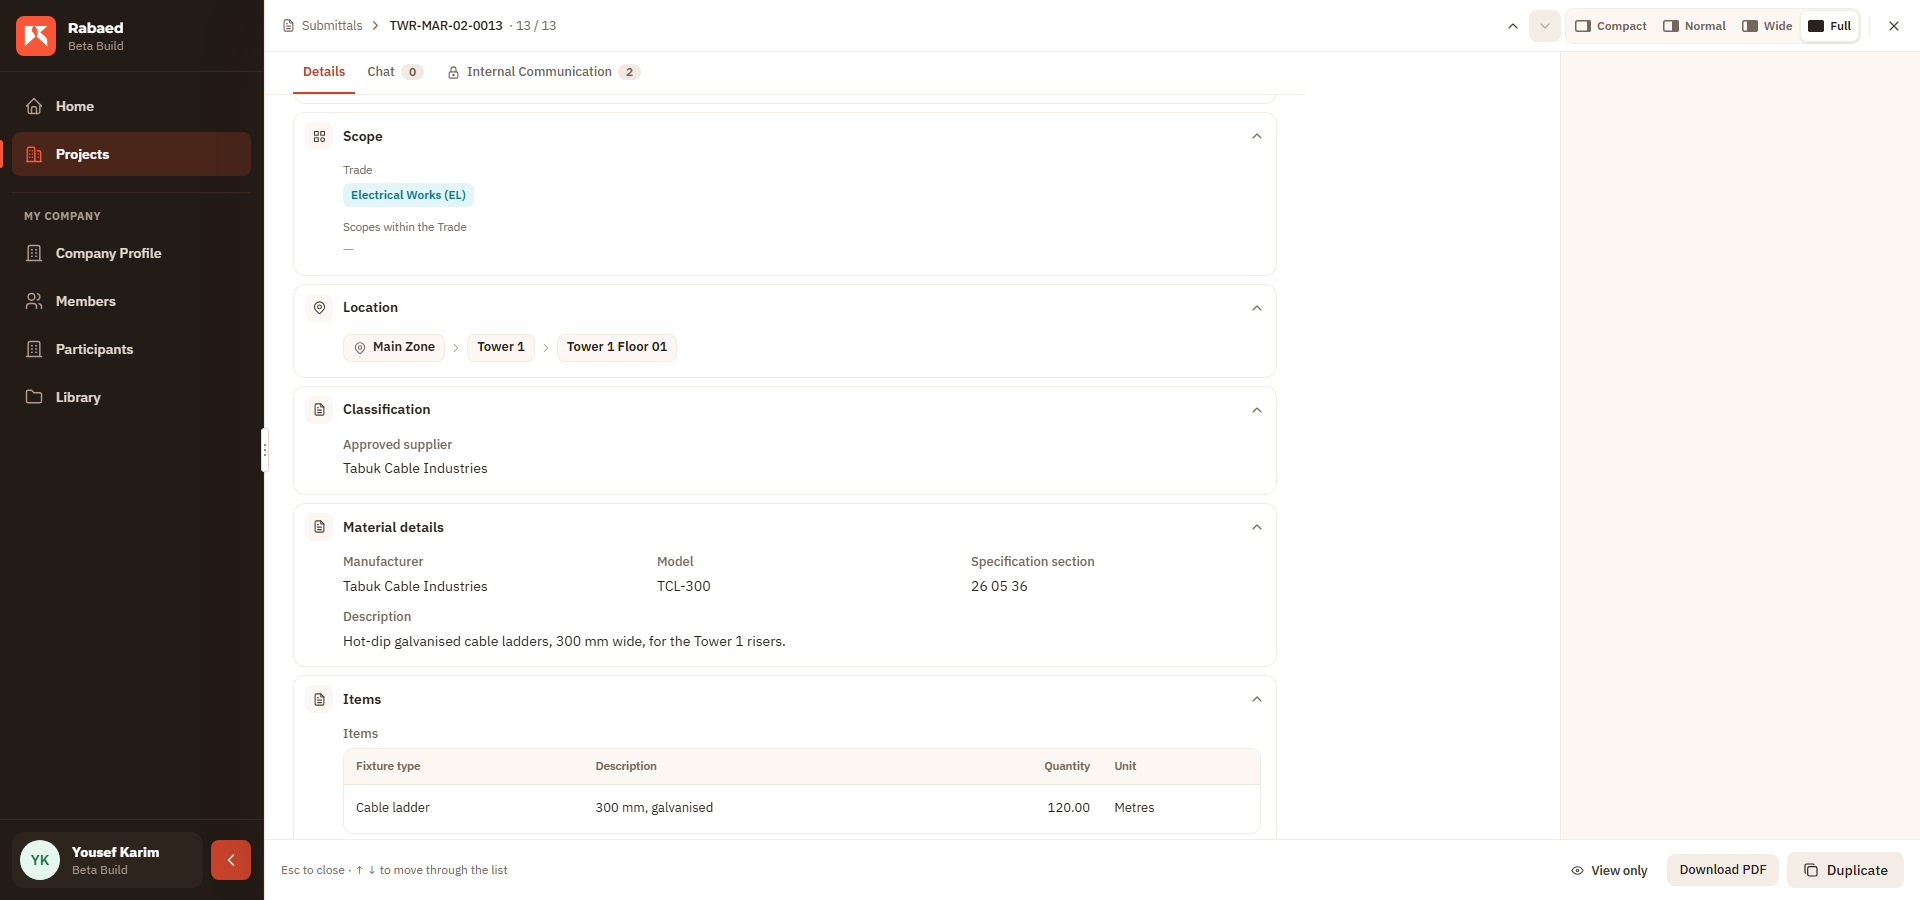 Rabaed
Beta Build
Home
Projects
MY COMPANY
Company Profile
Members
Participants
Library
YK
Yousef Karim
Beta Build
Submittals > TWR-MAR-02-0013 · 13 / 13
Compact Normal Wide Full
Details Chat 0 Internal Communication 2
Scope
Trade
Electrical Works (EL)
Scopes within the Trade
—
Location
Main Zone > Tower 1 > Tower 1 Floor 01
Classification
Approved supplier
Tabuk Cable Industries
Material details
Manufacturer Model Specification section
Tabuk Cable Industries TCL-300 26 05 36
Description
Hot-dip galvanised cable ladders, 300 mm wide, for the Tower 1 risers.
Items
Items
Fixture type Description Quantity Unit
Cable ladder 300 mm, galvanised 120.00 Metres
Esc to close · ↑ ↓ to move through the list
View only Download PDF Duplicate